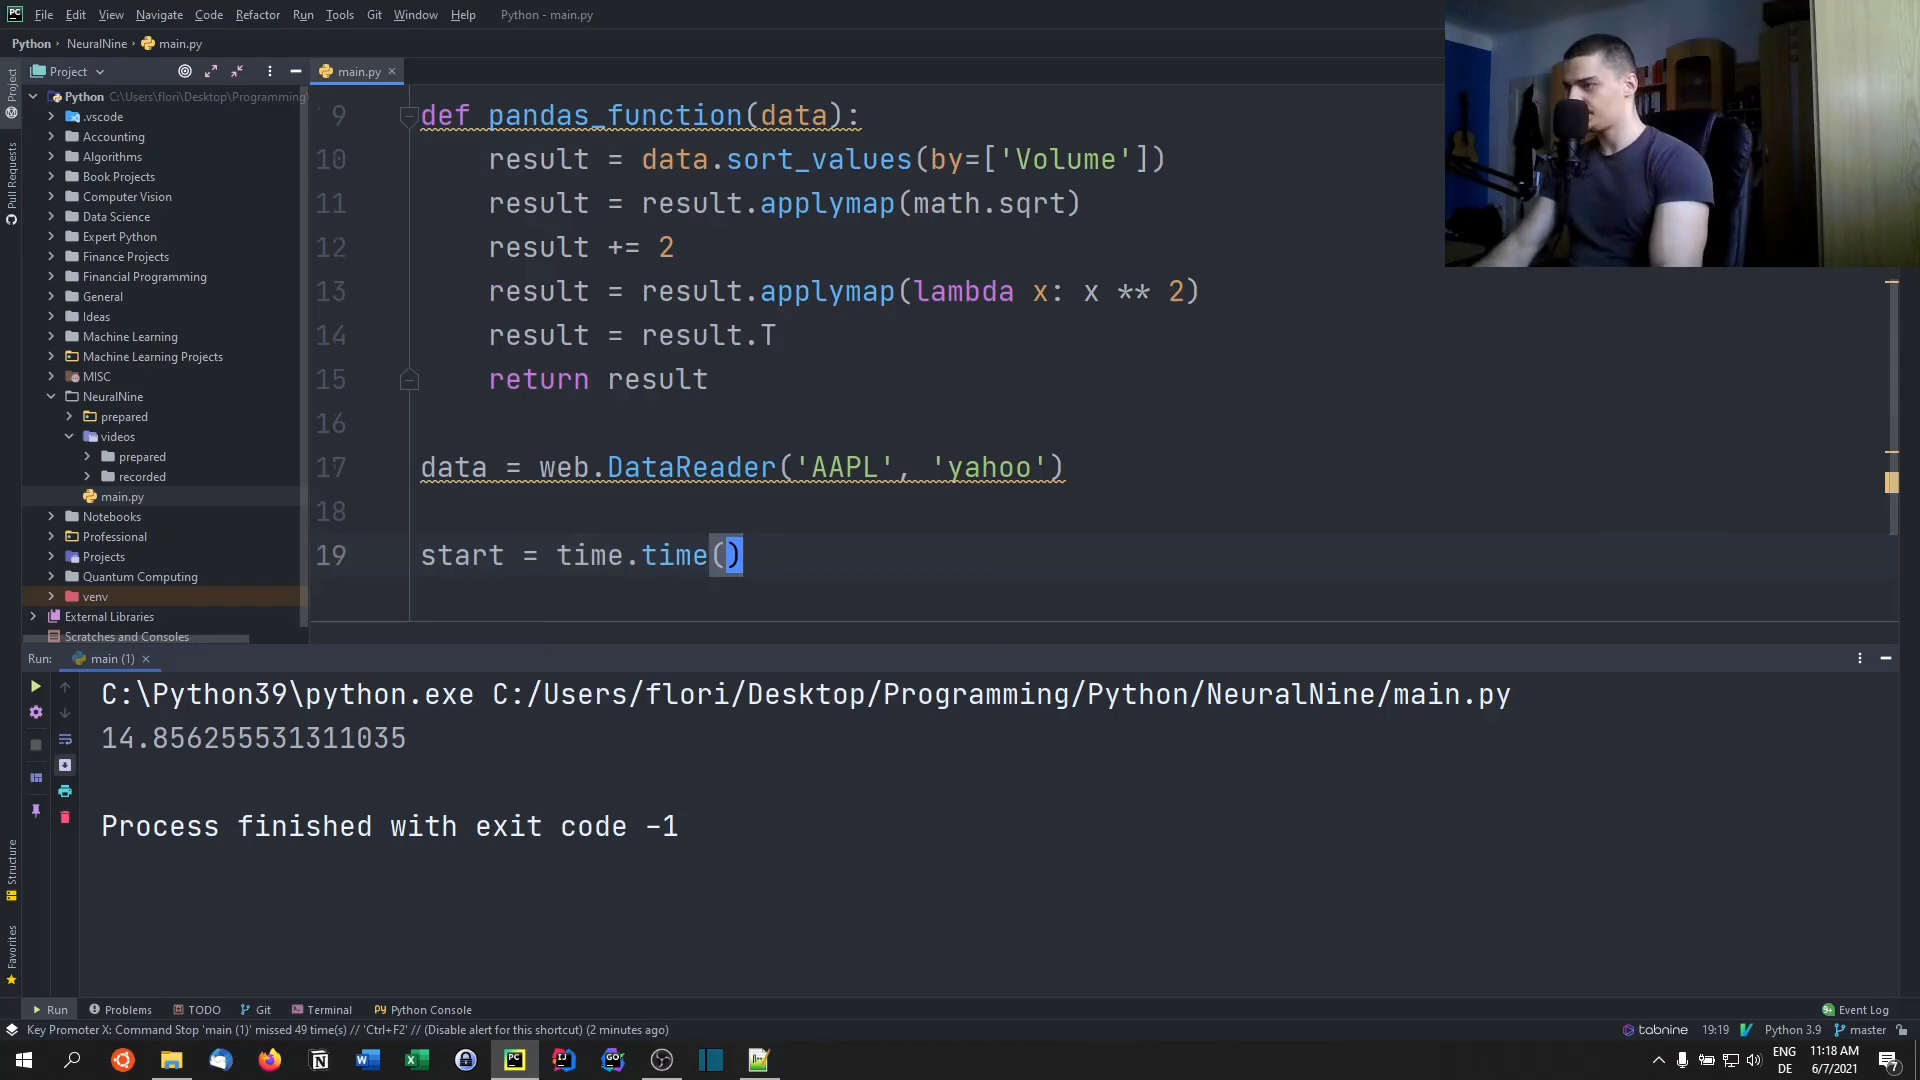 File Edit View Navigate Code Refactor Run Tools Git Window Help Python - main.py
Python › NeuralNine › main.py
Project
main.py
Python C:\Users\flori\Desktop\Programming\
.vscode
Accounting
Algorithms
Book Projects
Computer Vision
Data Science
Expert Python
Finance Projects
Financial Programming
General
Ideas
Machine Learning
Machine Learning Projects
MISC
NeuralNine
prepared
videos
prepared
recorded
main.py
Notebooks
Professional
Projects
Quantum Computing
venv
External Libraries
Scratches and Consoles
Project
Pull Requests
Structure
Favorites
9 def pandas_function(data):
10 result = data.sort_values(by=['Volume'])
11 result = result.applymap(math.sqrt)
12 result += 2
13 result = result.applymap(lambda x: x ** 2)
14 result = result.T
15 return result
16
17 data = web.DataReader('AAPL', 'yahoo')
18
19 start = time.time()
Run: main (1)
C:\Python39\python.exe C:/Users/flori/Desktop/Programming/Python/NeuralNine/main.py
14.856255531311035
Process finished with exit code -1
Run Problems TODO Git Terminal Python Console Event Log
Key Promoter X: Command Stop 'main (1)' missed 49 time(s) // 'Ctrl+F2' // (Disable alert for this shortcut) (2 minutes ago) tabnine 19:19 Python 3.9 master
ENG 11:18 AM
DE 6/7/2021
7